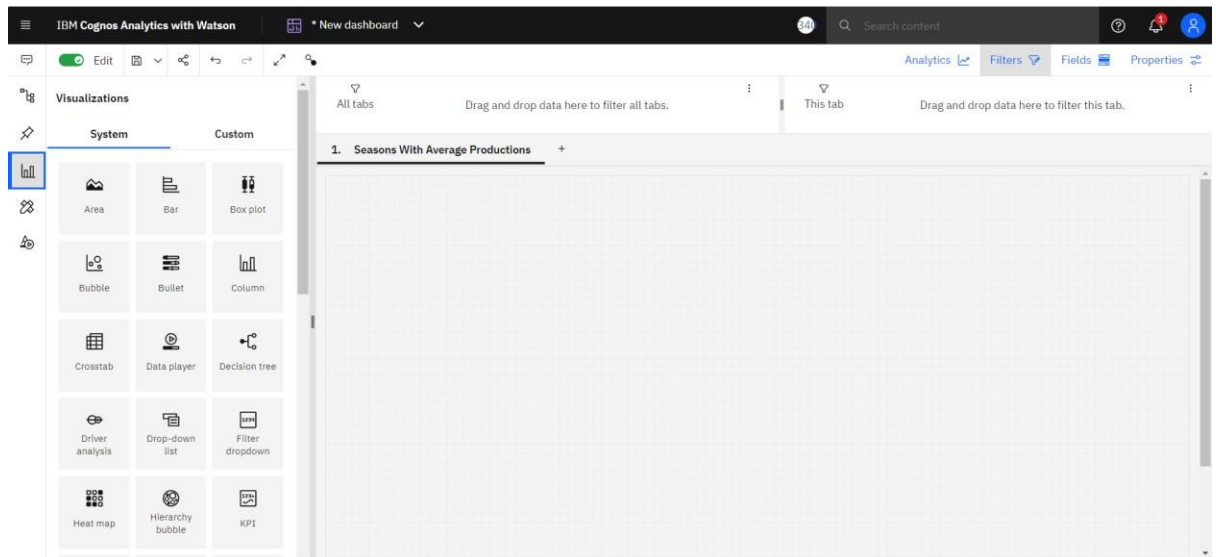 IBM Cognos Analytics with Watson
* New dashboard
340
Search content
1
Edit
Analytics
Filters
Fields
Properties
Visualizations
System
Custom
Area
Bar
Box plot
Bubble
Bullet
Column
Crosstab
Data player
Decision tree
Driver
analysis
Drop-down
list
Filter
dropdown
Heat map
Hierarchy
bubble
KPI
All tabs
Drag and drop data here to filter all tabs.
This tab
Drag and drop data here to filter this tab.
1. Seasons With Average Productions +